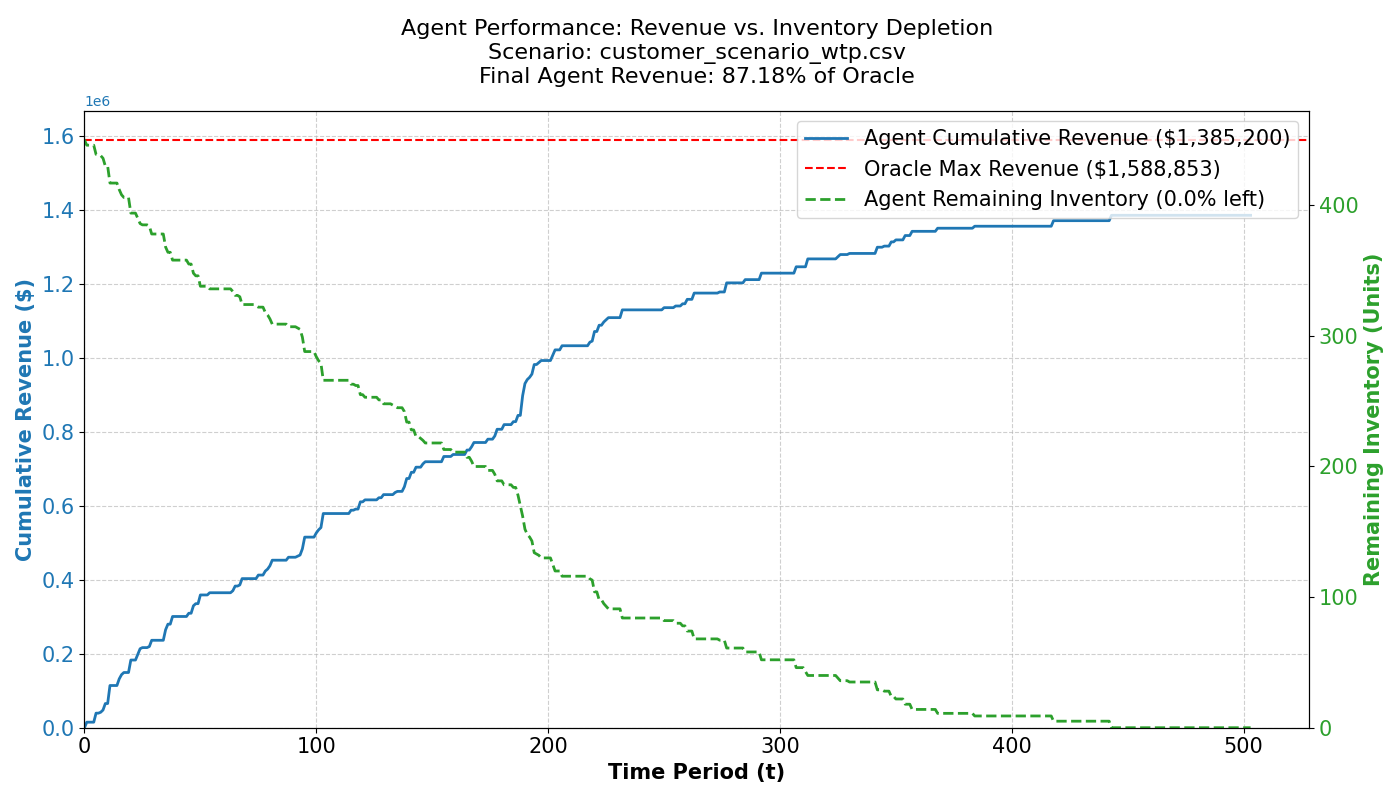 Agent Performance: Revenue vs. Inventory Depletion
Scenario: customer_scenario_wtp.csv
Final Agent Revenue: 87.18% of Oracle
1e6
Agent Cumulative Revenue ($1,385,200)
Oracle Max Revenue ($1,588,853)
Agent Remaining Inventory (0.0% left)
Cumulative Revenue ($)
1.6
1.4
1.2
1.0
0.8
0.6
0.4
0.2
0.0
400
300
200
100
0
Remaining Inventory (Units)
0 100 200 300 400 500
Time Period (t)